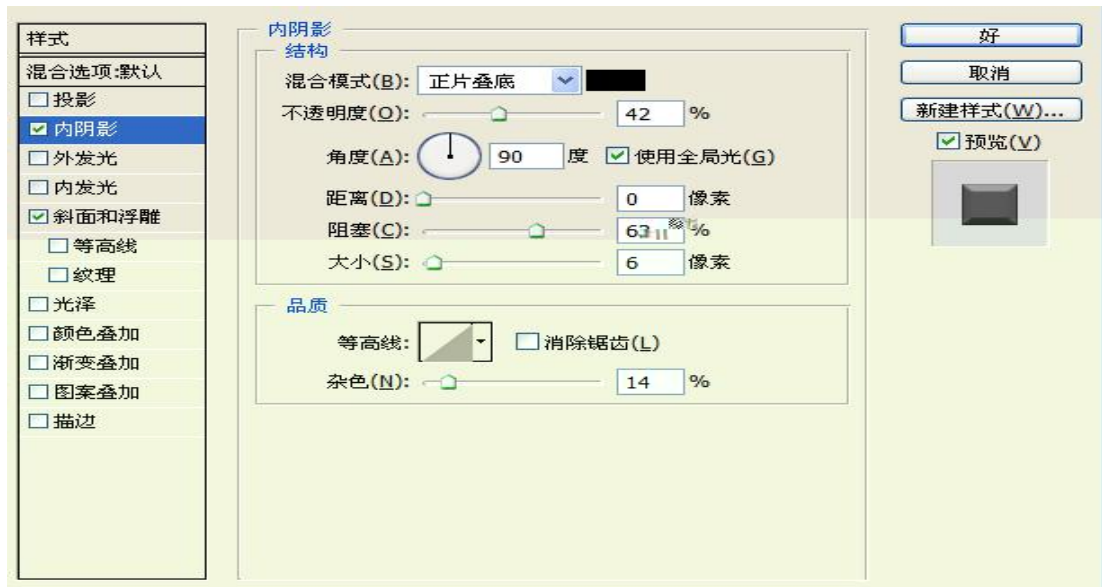 样式
混合选项:默认
投影
内阴影
外发光
内发光
斜面和浮雕
等高线
纹理
光泽
颜色叠加
渐变叠加
图案叠加
描边
内阴影
结构
混合模式(B): 正片叠底
不透明度(O): 42 %
角度(A): 90 度 使用全局光(G)
距离(D): 0 像素
阻塞(C): 63 %
大小(S): 6 像素
品质
等高线: 消除锯齿(L)
杂色(N): 14 %
好
取消
新建样式(W)...
预览(V)